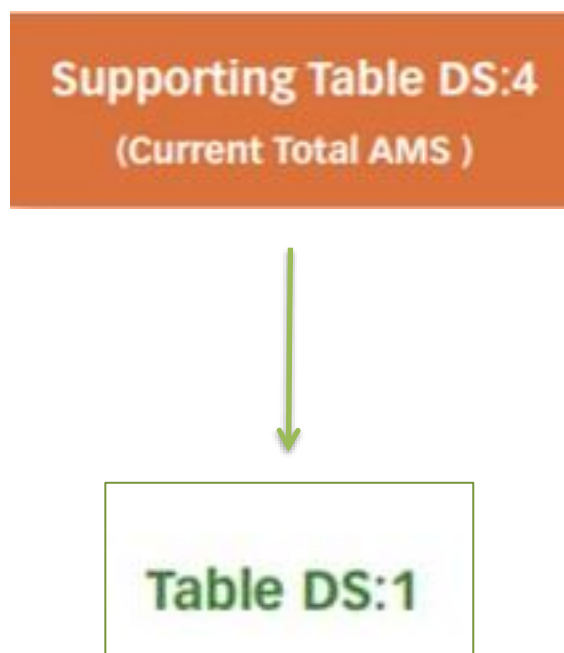 Supporting Table DS:4
(Current Total AMS )
Table DS:1